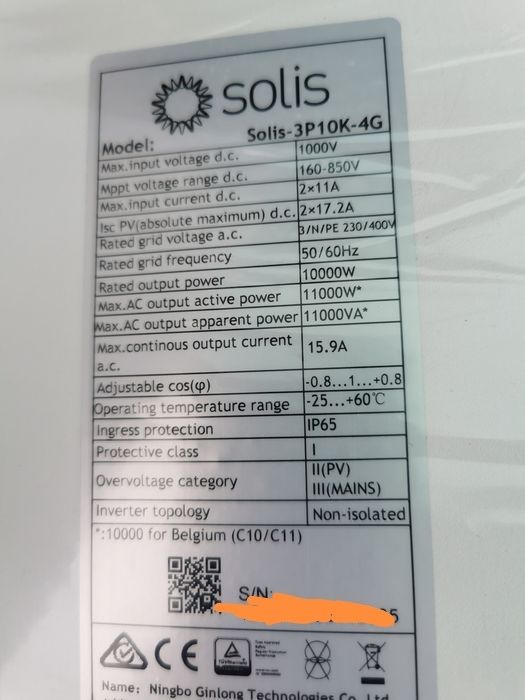 solis
Model: Solis-3P10K-4G
Max.input voltage d.c. 1000V
Mppt voltage range d.c. 160-850V
Max.input current d.c. 2×11A
Isc PV(absolute maximum) d.c. 2×17.2A
Rated grid voltage a.c. 3/N/PE 230/400V
Rated grid frequency 50/60Hz
Rated output power 10000W
Max.AC output active power 11000W*
Max.AC output apparent power 11000VA*
Max.continous output current
a.c. 15.9A
Adjustable cos(φ) -0.8...1...+0.8
Operating temperature range -25...+60℃
Ingress protection IP65
Protective class I
Overvoltage category II(PV)
III(MAINS)
Inverter topology Non-isolated
*:10000 for Belgium (C10/C11)
S/N:
CE
Name: Ningbo Ginlong Technologies Co.,Ltd